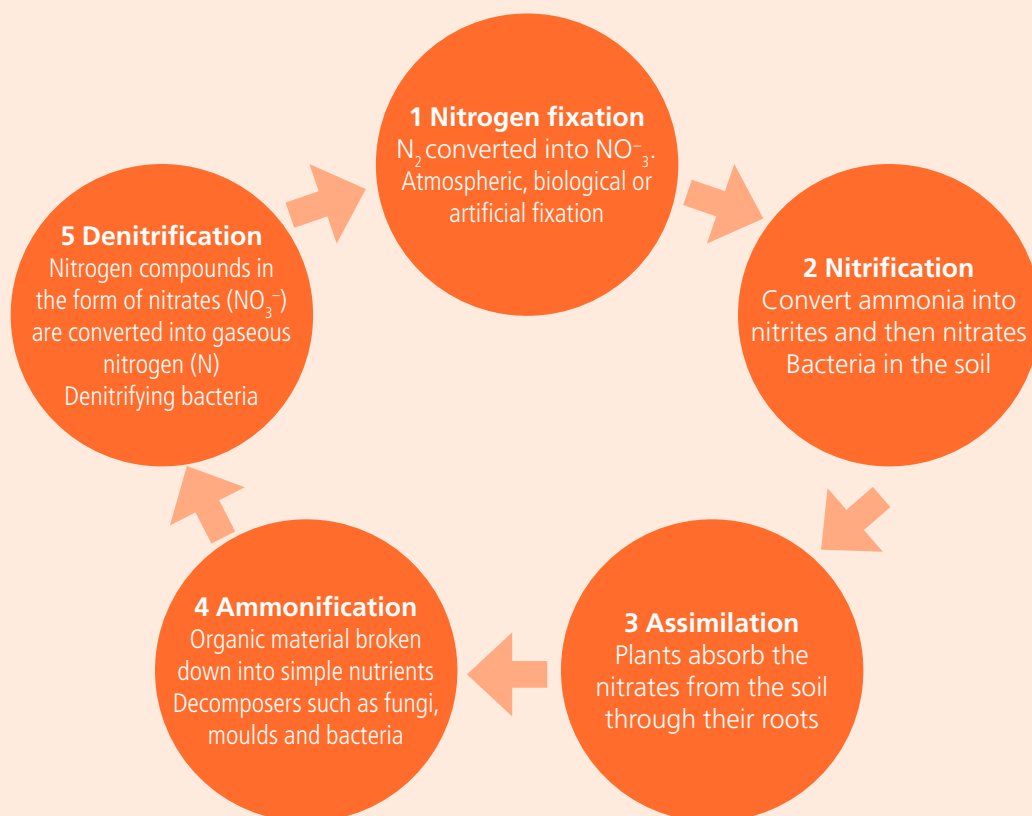 1 Nitrogen fixation
N₂ converted into NO⁻₃.
Atmospheric, biological or
artificial fixation
2 Nitrification
Convert ammonia into
nitrites and then nitrates
Bacteria in the soil
3 Assimilation
Plants absorb the
nitrates from the soil
through their roots
4 Ammonification
Organic material broken
down into simple nutrients
Decomposers such as fungi,
moulds and bacteria
5 Denitrification
Nitrogen compounds in
the form of nitrates (NO₃⁻)
are converted into gaseous
nitrogen (N)
Denitrifying bacteria